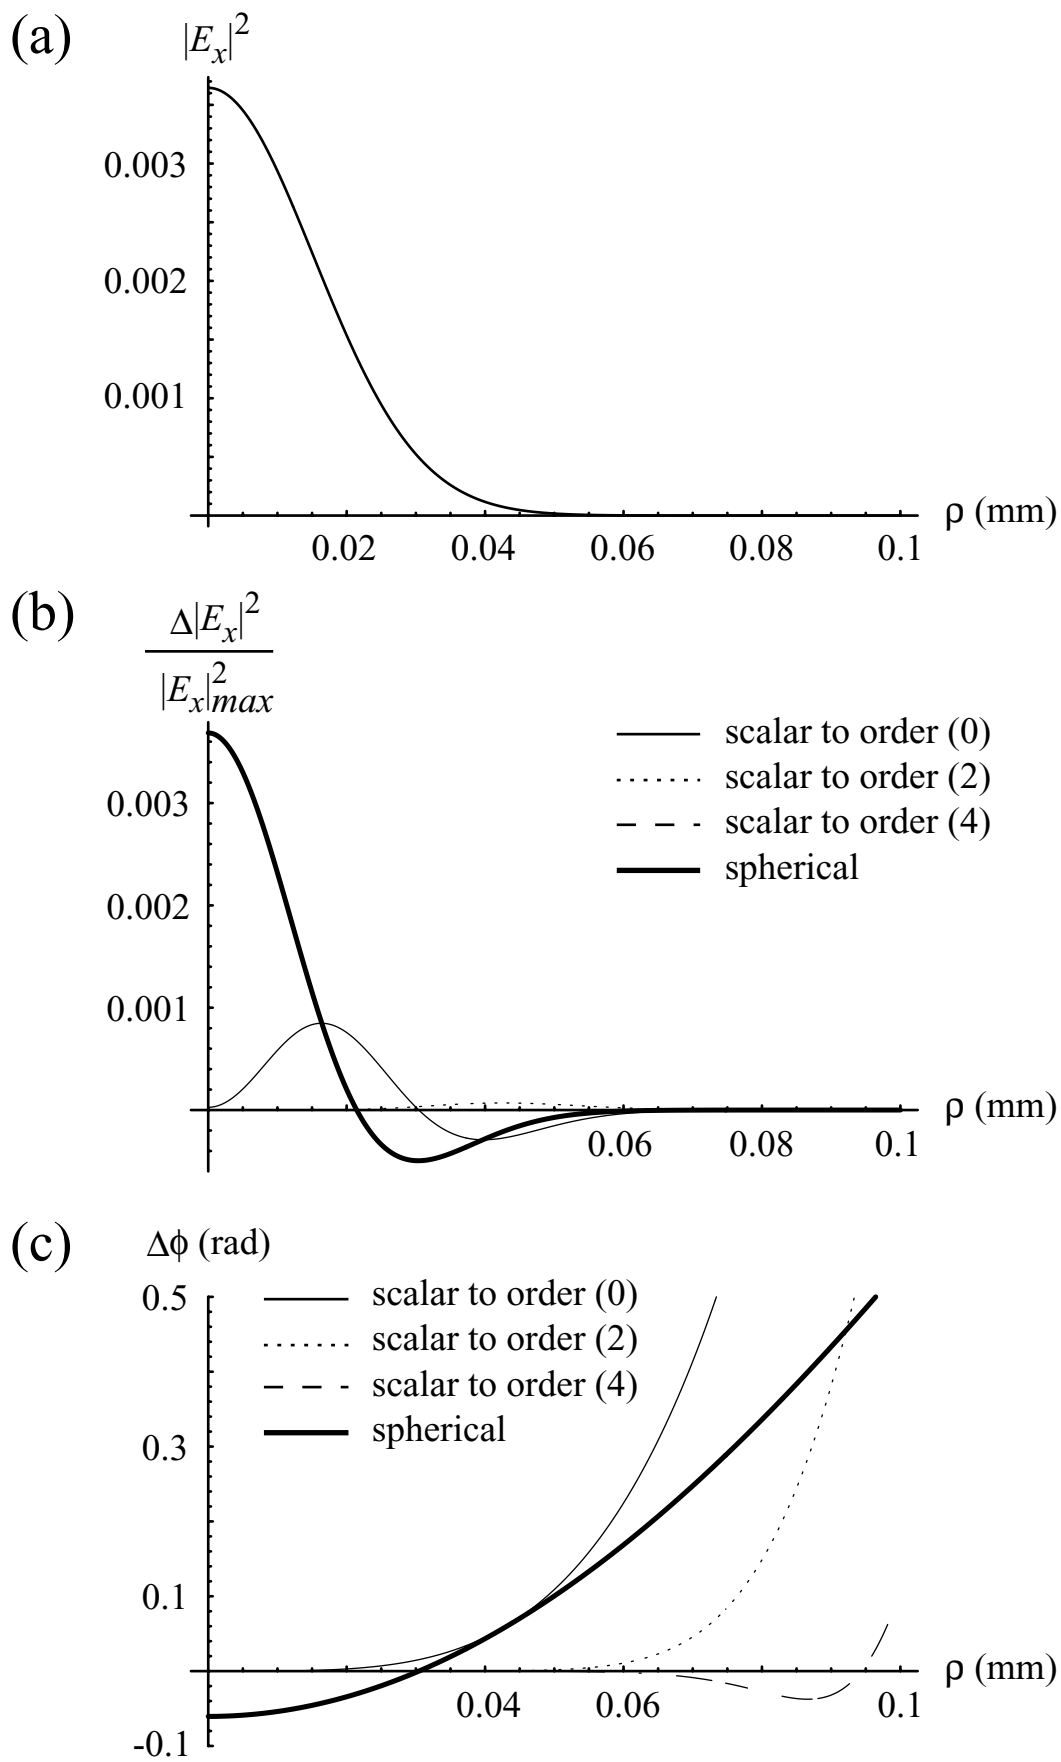 (a)
|E_x|^2
0.003
0.002
0.001
ρ (mm)
0.02 0.04 0.06 0.08 0.1
(b)
Δ|E_x|^2
|E_x|^2_max
scalar to order (0)
scalar to order (2)
scalar to order (4)
spherical
0.003
0.002
0.001
ρ (mm)
0.06 0.08 0.1
(c)
Δϕ (rad)
0.5
scalar to order (0)
scalar to order (2)
scalar to order (4)
spherical
0.3
0.1
ρ (mm)
0.04 0.06 0.1
-0.1